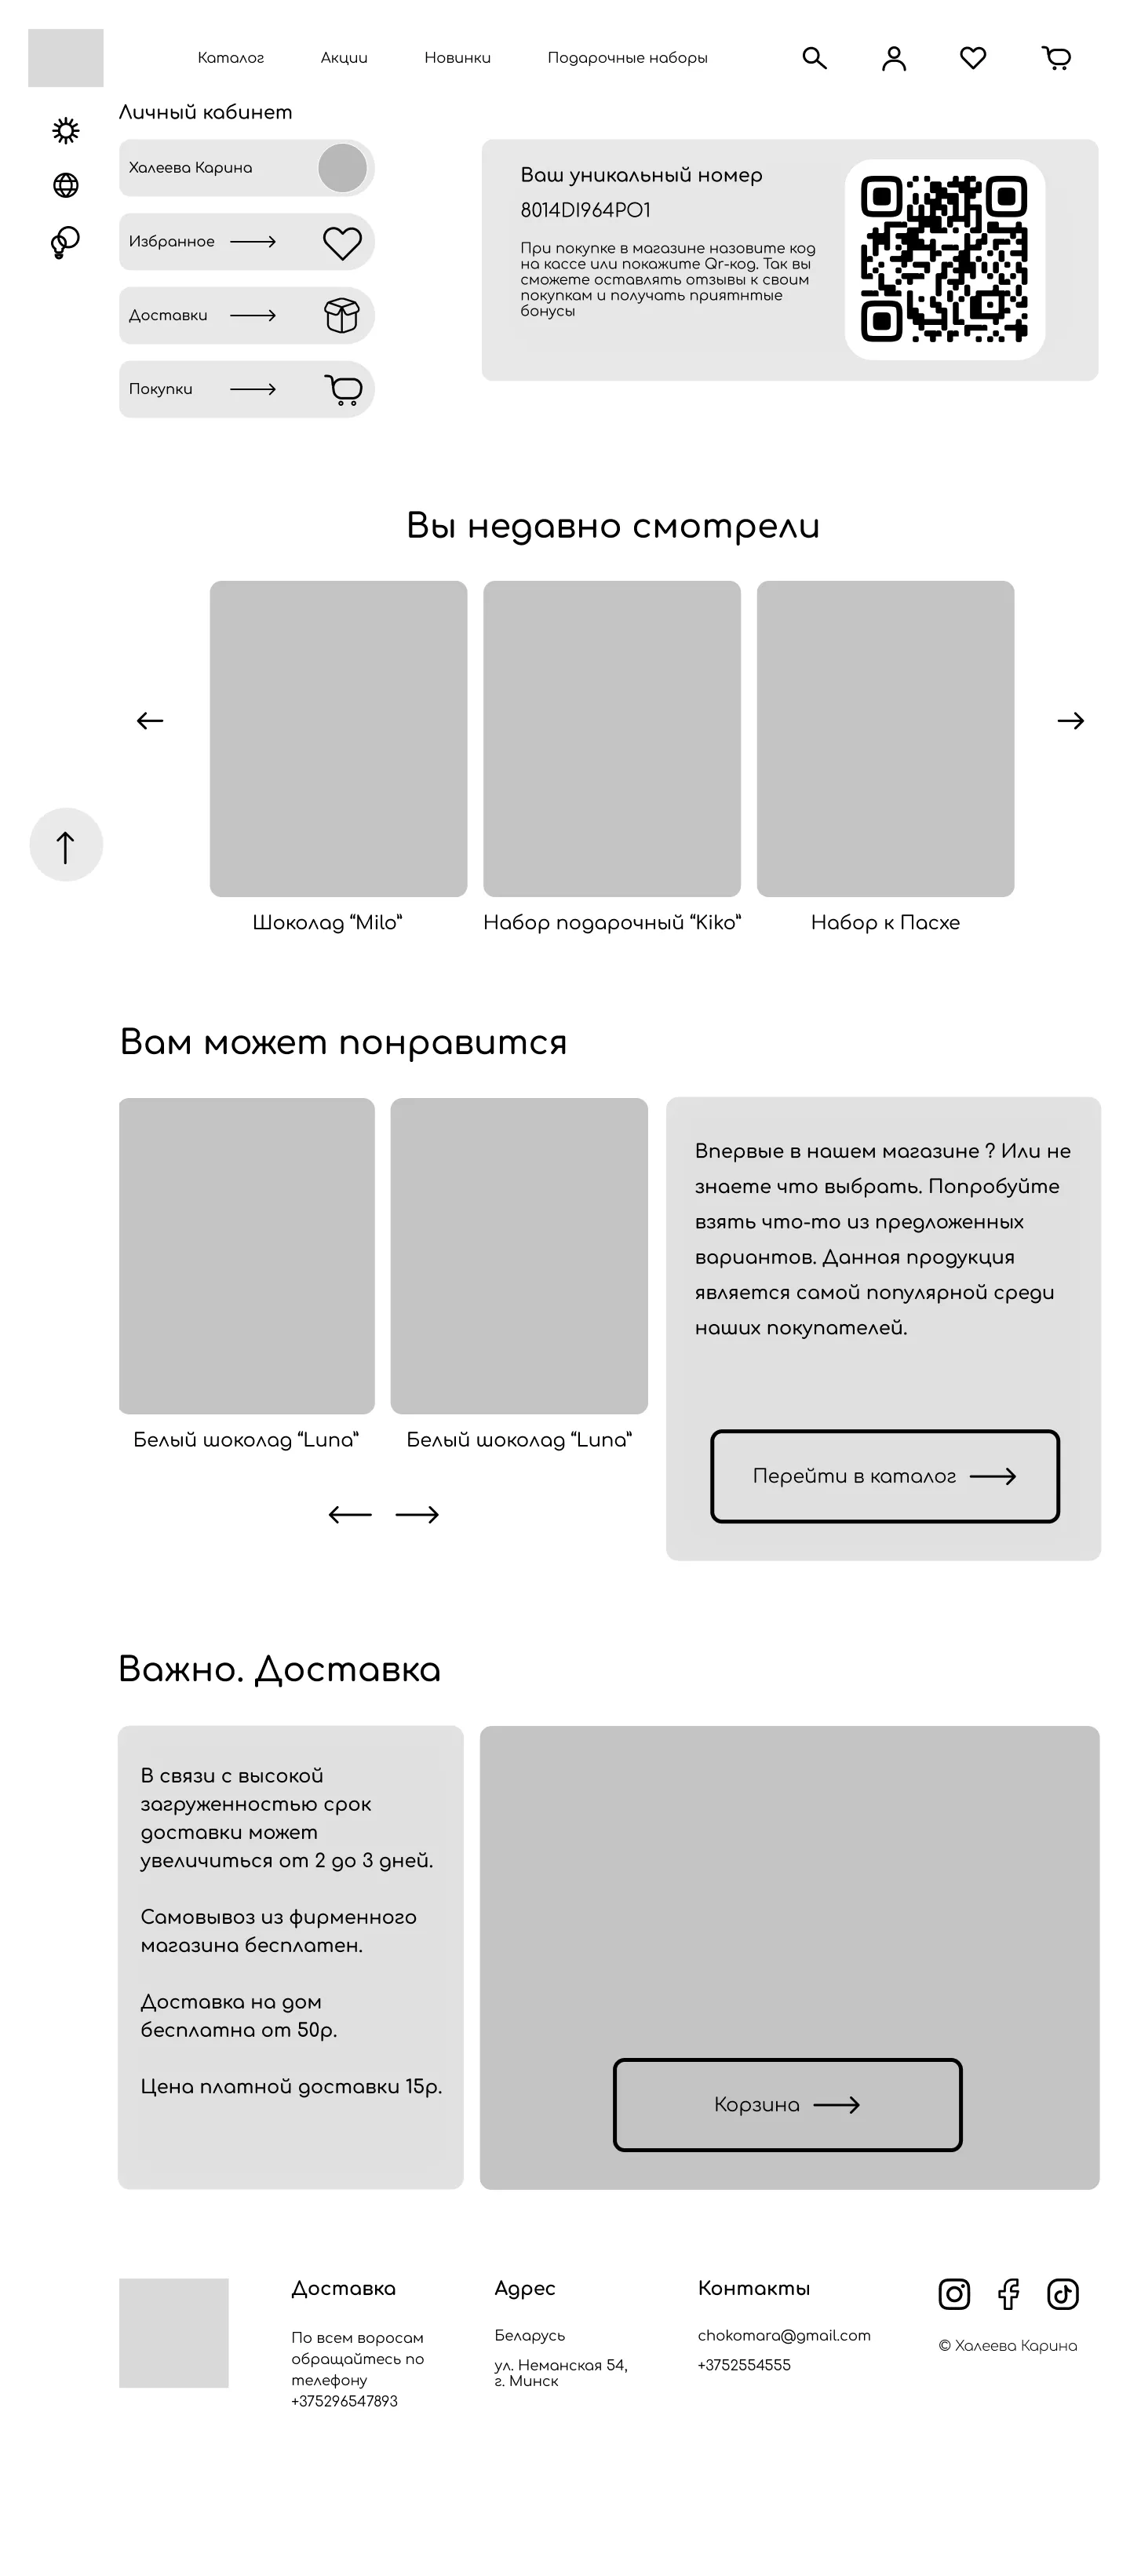 Каталог
Акции
Новинки
Подарочные наборы
Личный кабинет
Халеева Карина
Избранное
Доставки
Покупки
Ваш уникальный номер
8014DI964PO1
При покупке в магазине назовите код
на кассе или покажите Qr-код. Так вы
сможете оставлять отзывы к своим
покупкам и получать приятнтые
бонусы
Вы недавно смотрели
Шоколад “Milo”
Набор подарочный “Kiko”
Набор к Пасхе
Вам может понравится
Белый шоколад “Luna”
Белый шоколад “Luna”
Впервые в нашем магазине ? Или не
знаете что выбрать. Попробуйте
взять что-то из предложенных
вариантов. Данная продукция
является самой популярной среди
наших покупателей.
Перейти в каталог
Важно. Доставка
В связи с высокой
загруженностью срок
доставки может
увеличиться от 2 до 3 дней.
Самовывоз из фирменного
магазина бесплатен.
Доставка на дом
бесплатна от 50р.
Цена платной доставки 15р.
Корзина
Доставка
По всем воросам
обращайтесь по
телефону
+375296547893
Адрес
Беларусь
ул. Неманская 54,
г. Минск
Контакты
chokomara@gmail.com
+3752554555
© Халеева Карина